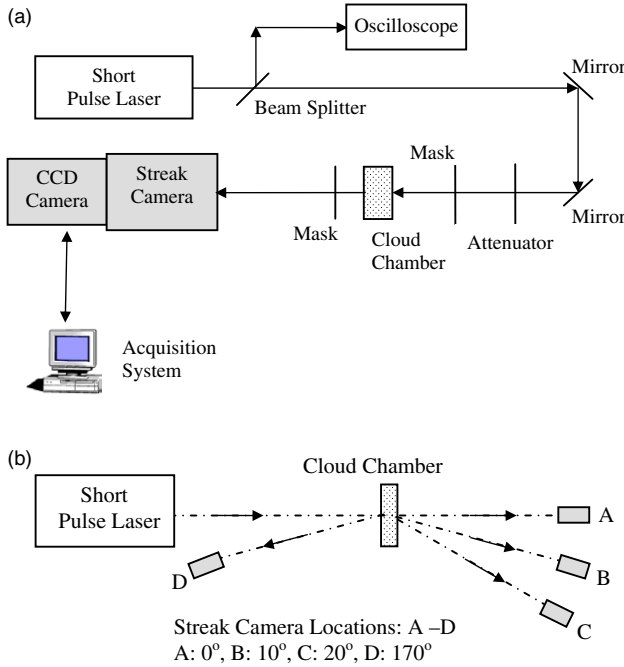 (a)
Oscilloscope
Short
Pulse Laser
Beam Splitter
Mirror
CCD
Camera
Streak
Camera
Mask
Mask
Cloud
Chamber
Attenuator
Mirror
Acquisition
System
(b)
Cloud Chamber
Short
Pulse Laser
A
B
C
D
Streak Camera Locations: A –D
A: 0°, B: 10°, C: 20°, D: 170°